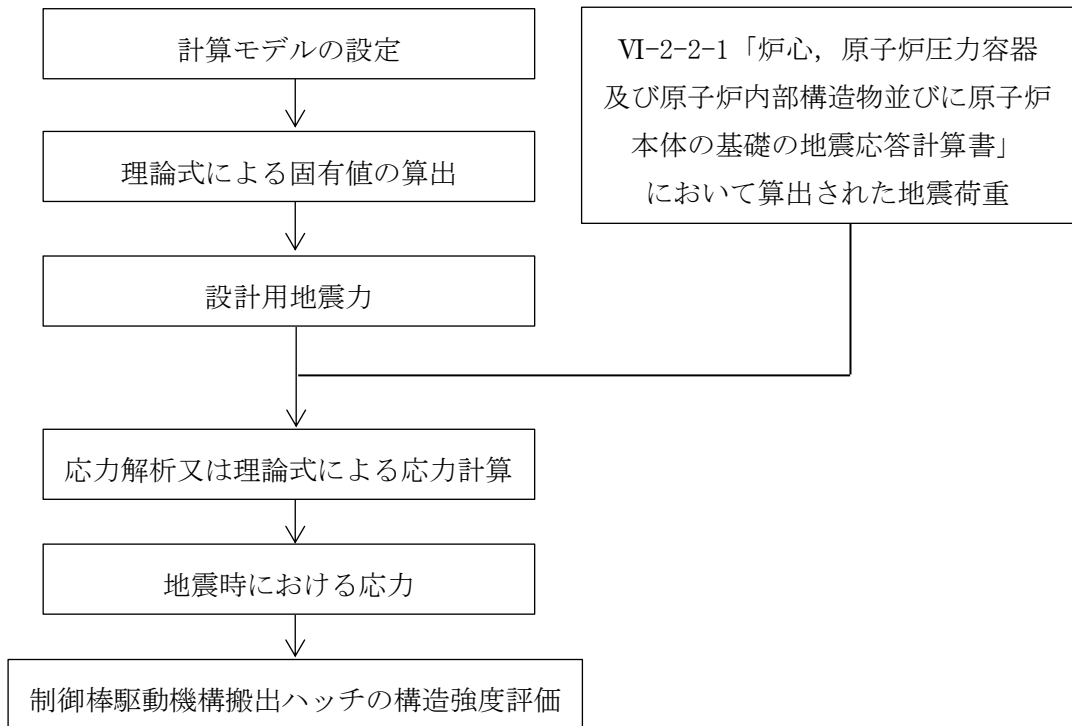 計算モデルの設定
理論式による固有値の算出
設計用地震力
Ⅵ-2-2-1「炉心，原子炉圧力容器
及び原子炉内部構造物並びに原子炉
本体の基礎の地震応答計算書」
において算出された地震荷重
応力解析又は理論式による応力計算
地震時における応力
制御棒駆動機構搬出ハッチの構造強度評価